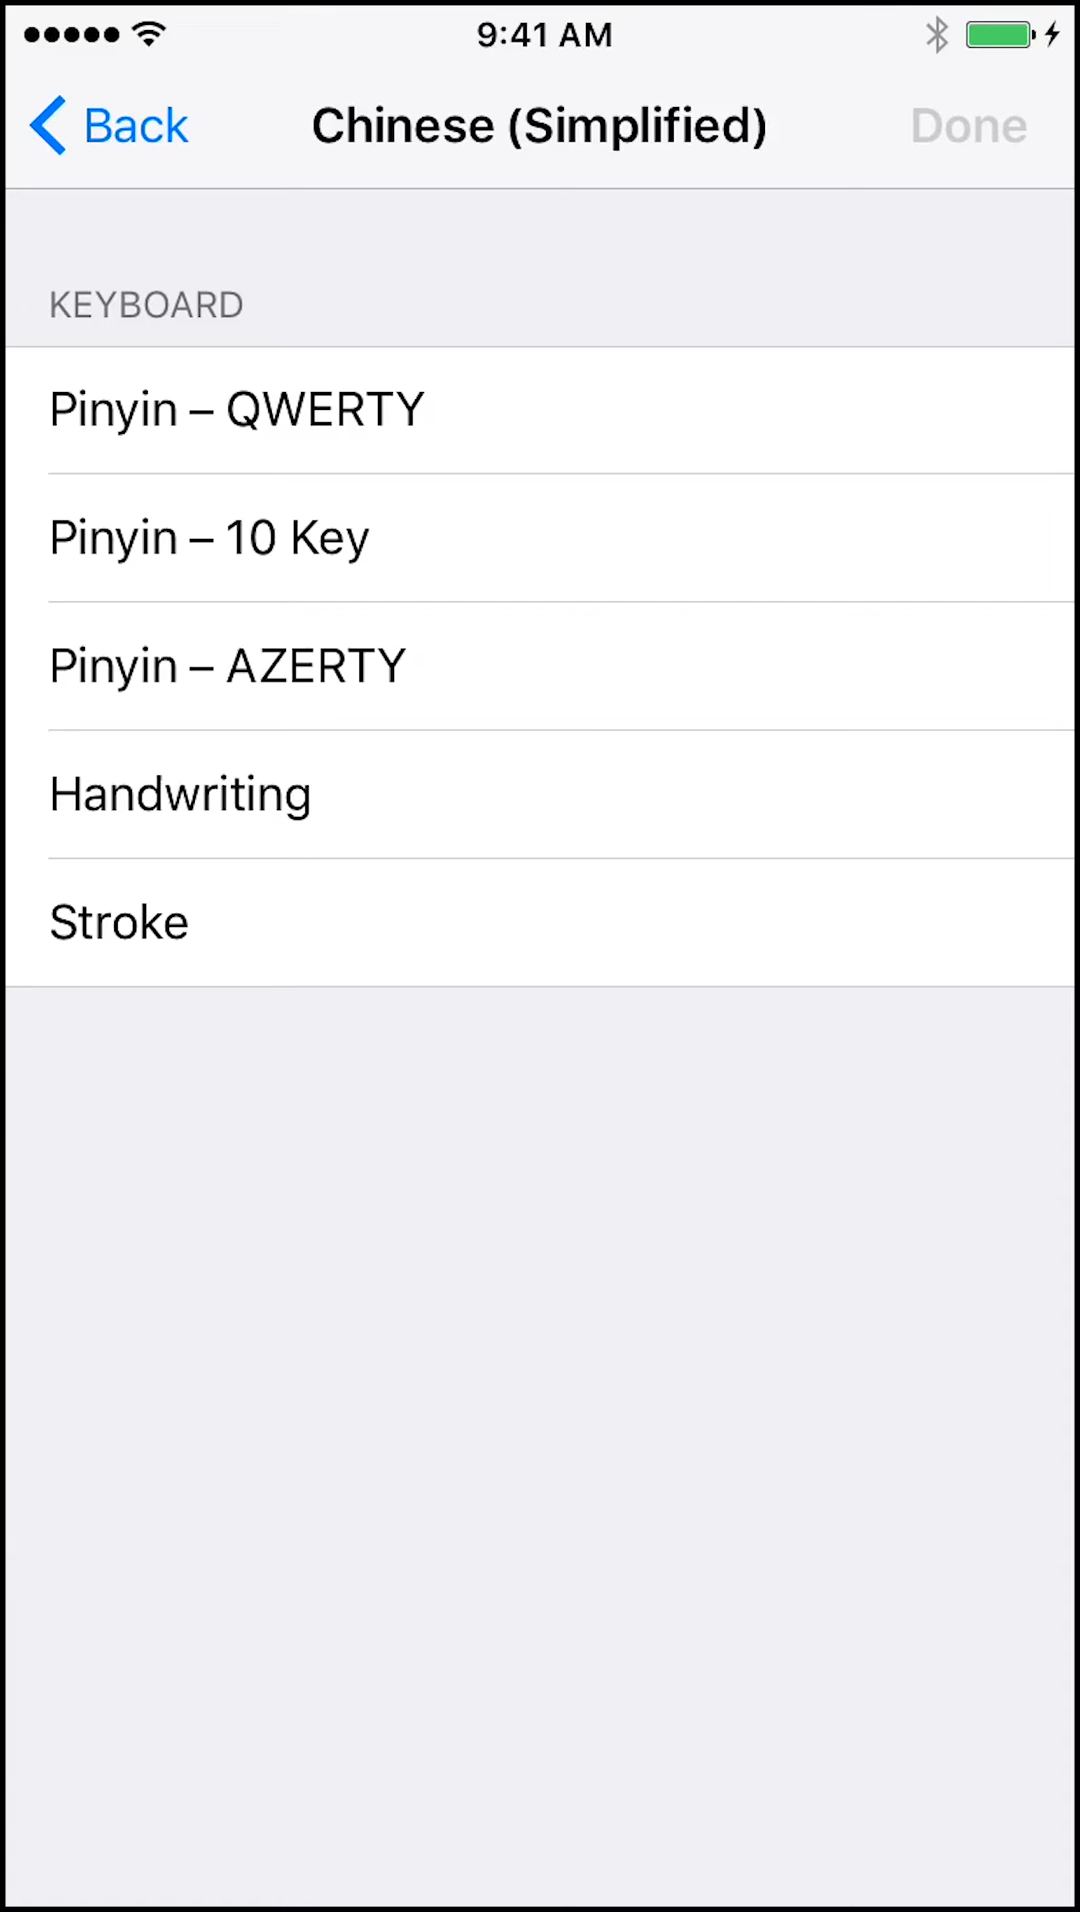 9:41 AM
Back Chinese (Simplified) Done
KEYBOARD
Pinyin – QWERTY
Pinyin – 10 Key
Pinyin – AZERTY
Handwriting
Stroke